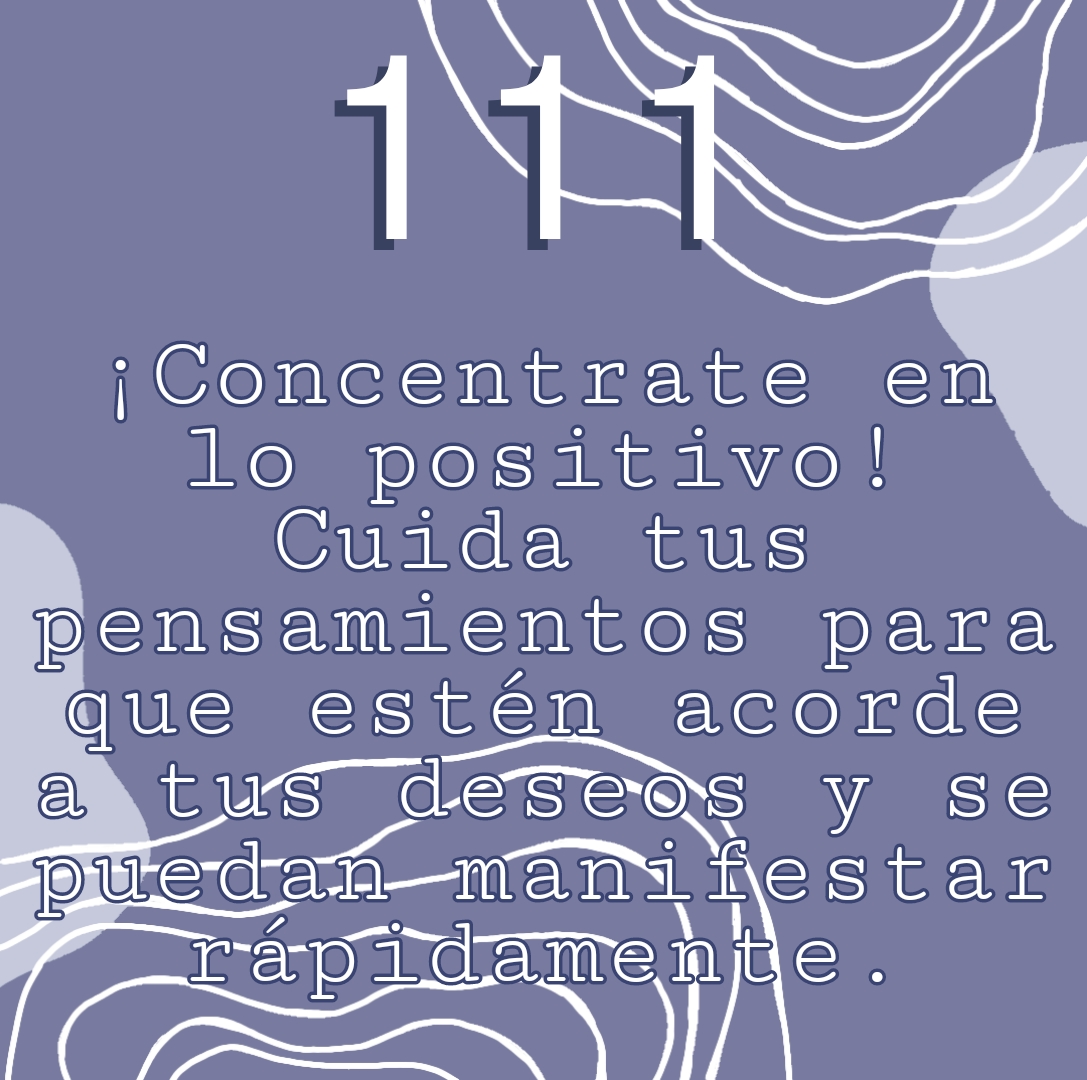 111
¡Concentrate en
lo positivo!
Cuida tus
pensamientos para
que estén acorde
a tus deseos y se
puedan manifestar
rápidamente.